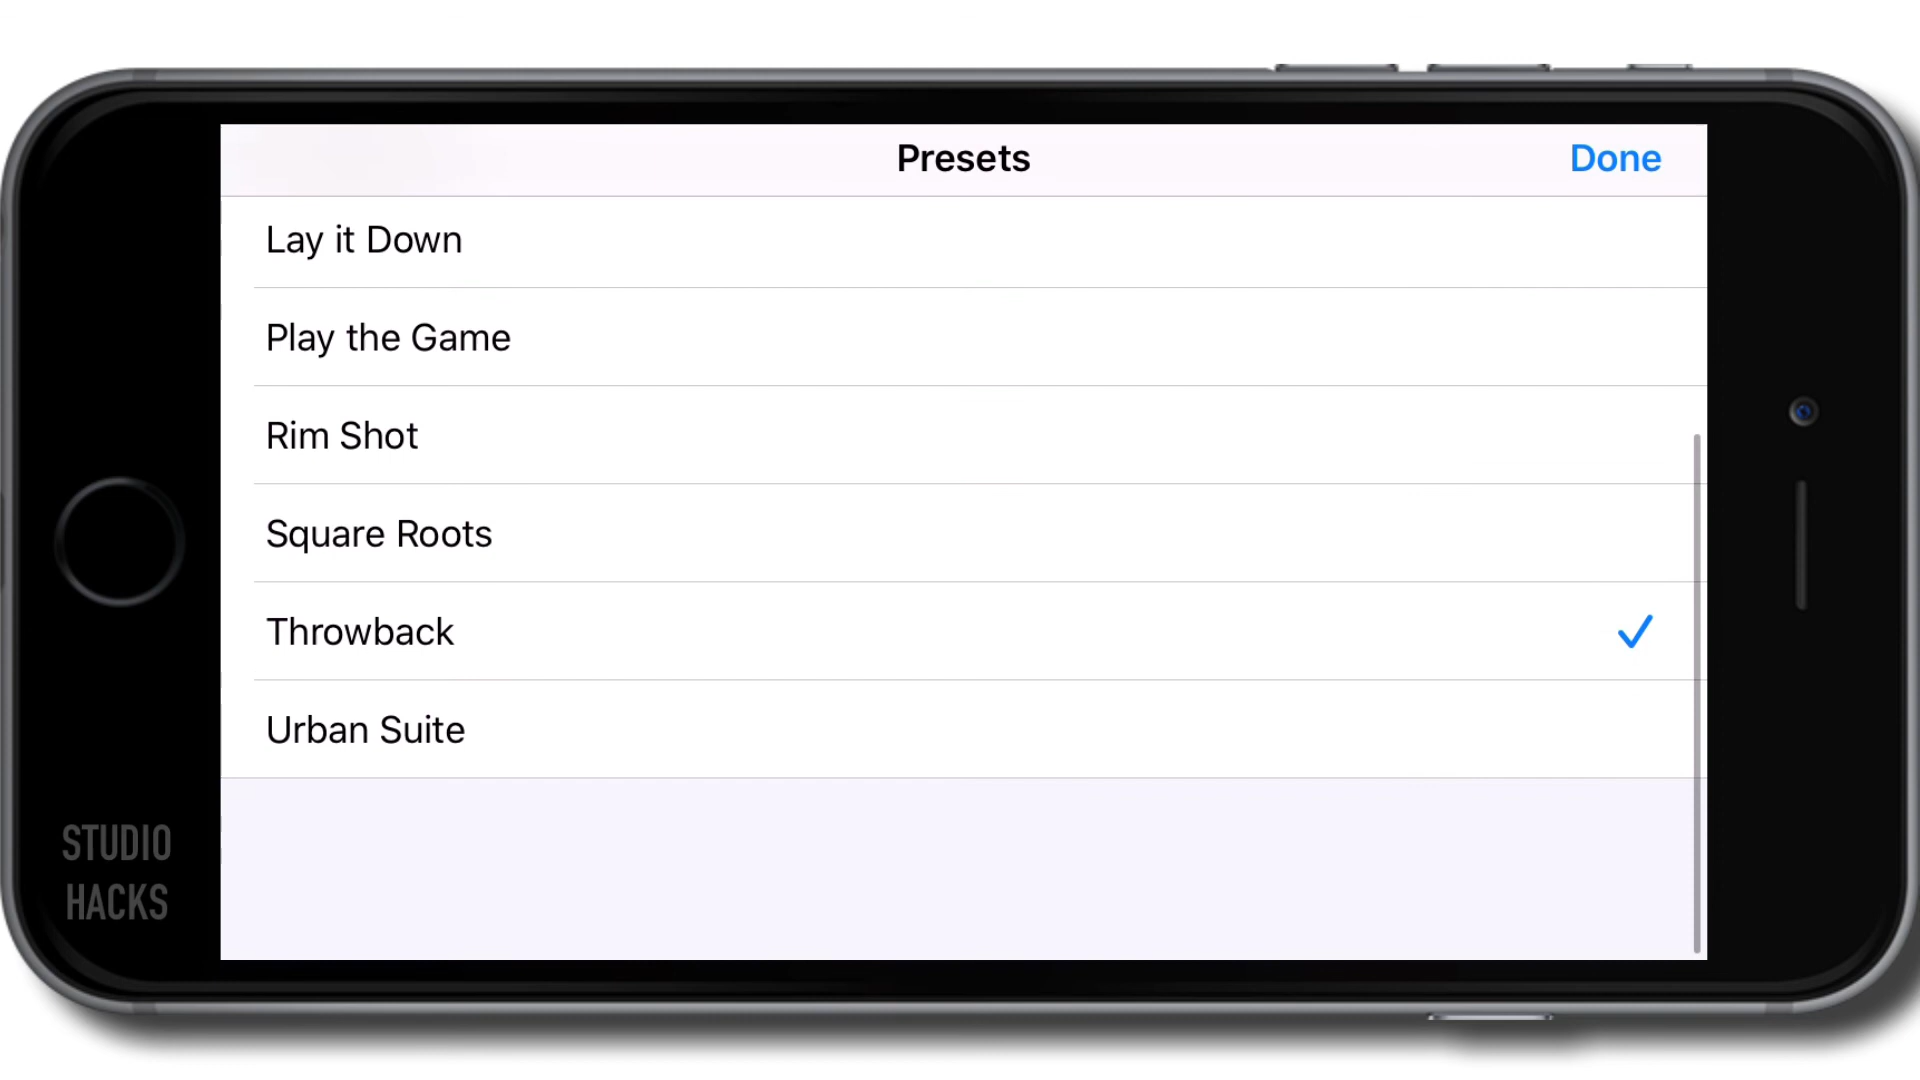 Presets
Done
Lay it Down
Play the Game
Rim Shot
Square Roots
Throwback
Urban Suite
STUDIO
HACKS